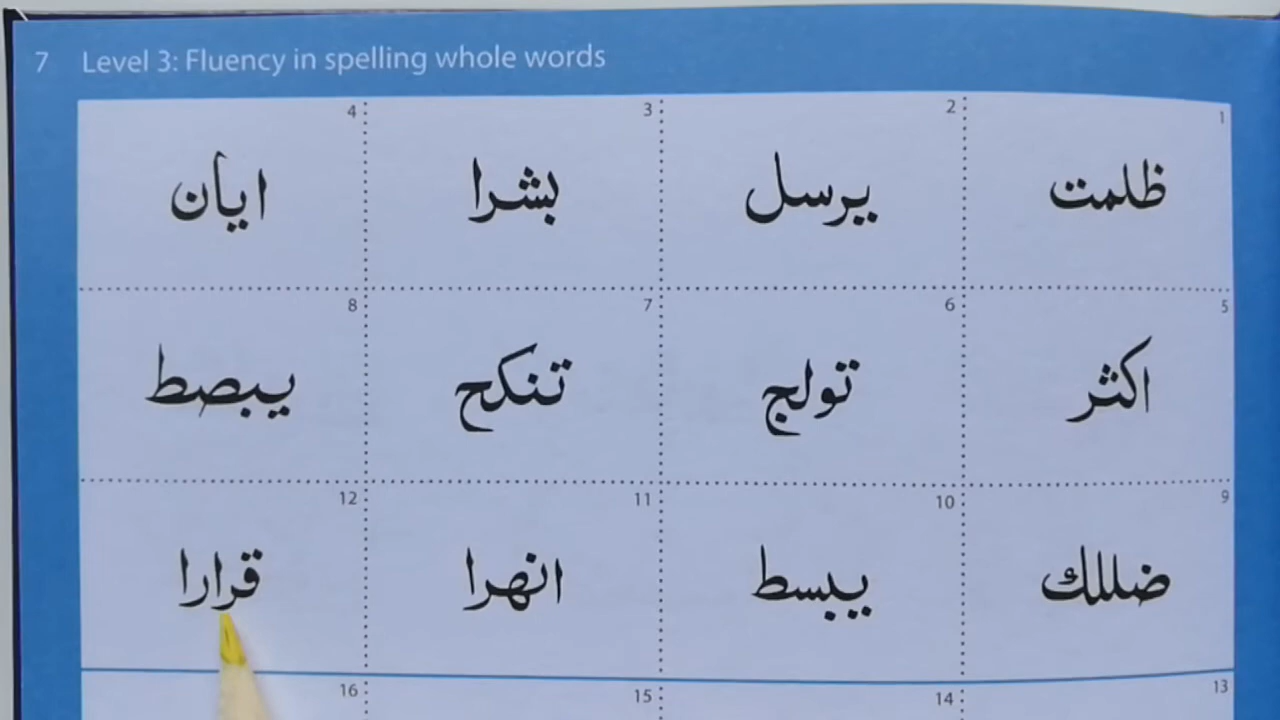 7 Level 3: Fluency in spelling whole words
1 2 3 4
ظلمت يرسل بشرا ايان
5 6 7 8
اكثر تولج تنكح يبصط
9 10 11 12
ضللك يبسط انهرا قرارا
13 14 15 16